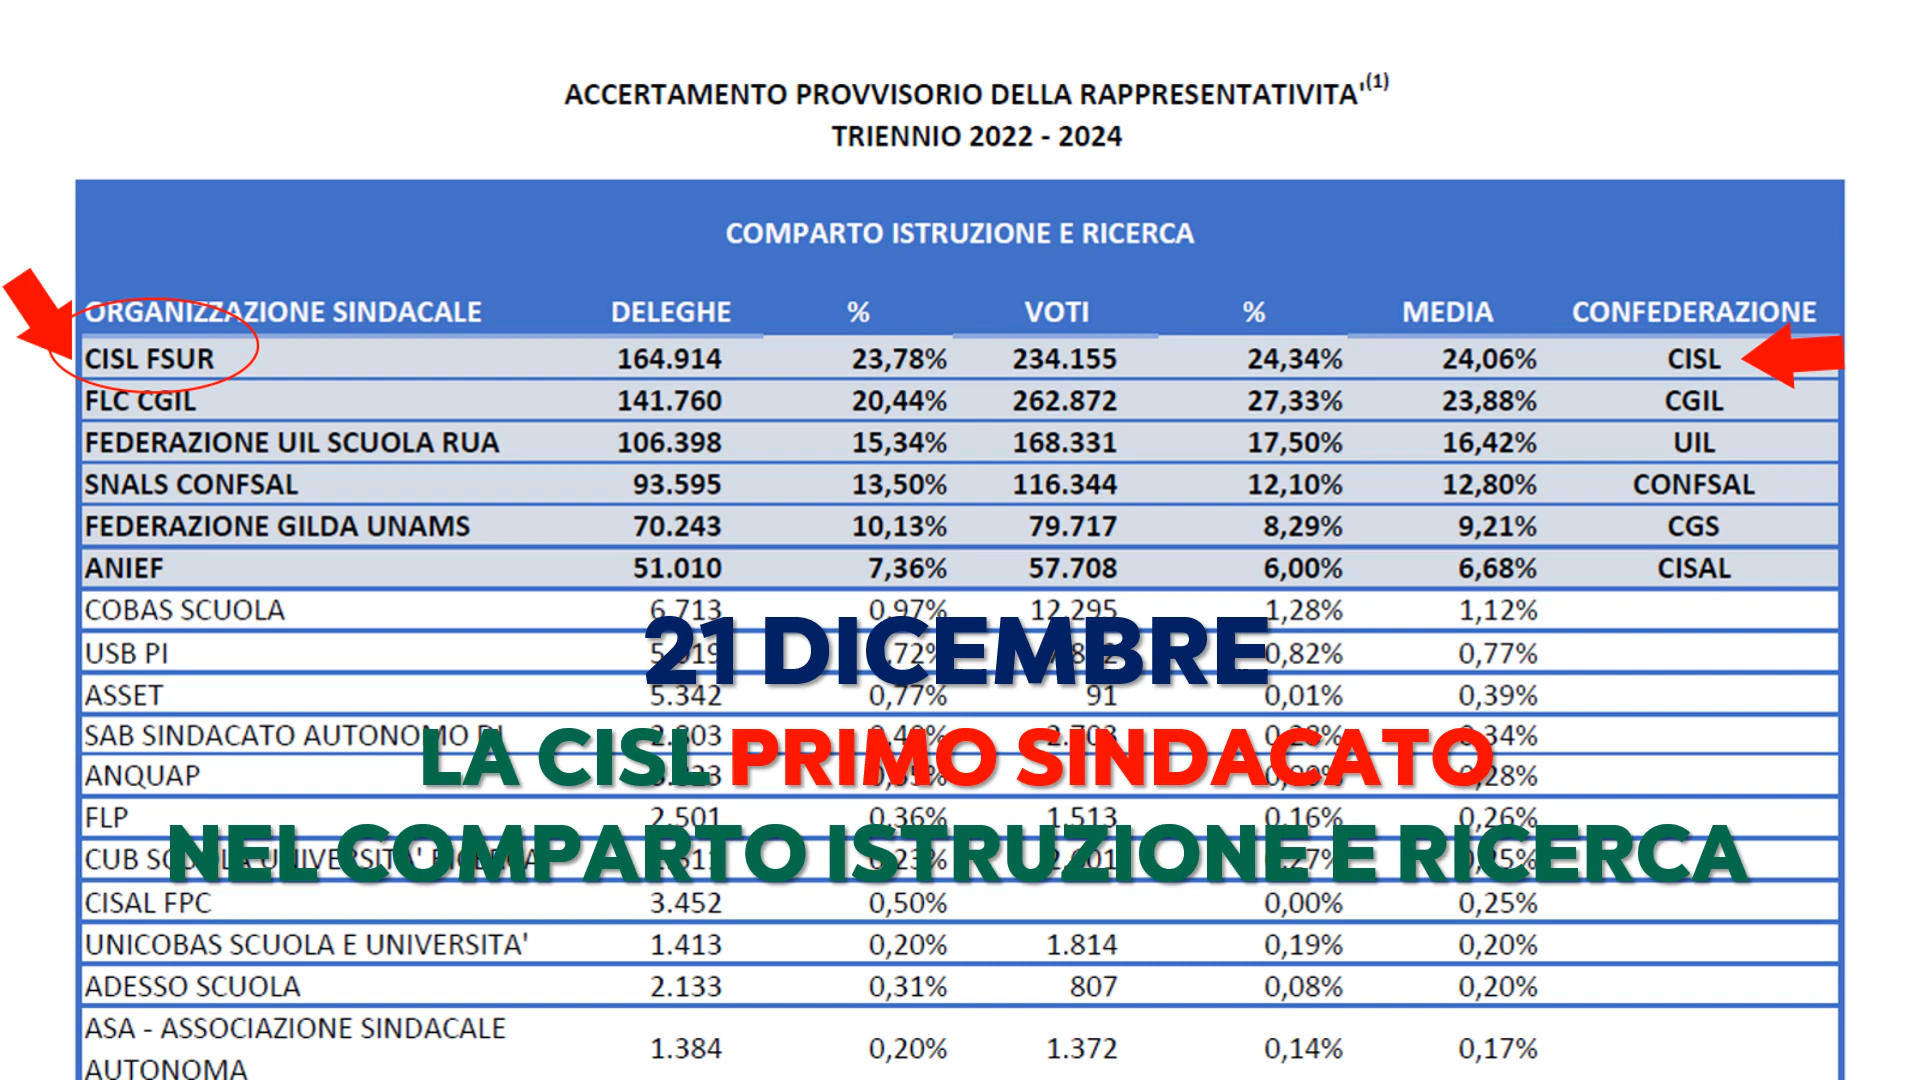 ACCERTAMENTO PROVVISORIO DELLA RAPPRESENTATIVITA'(1)
TRIENNIO 2022 - 2024
COMPARTO ISTRUZIONE E RICERCA
ORGANIZZAZIONE SINDACALE DELEGHE % VOTI % MEDIA CONFEDERAZIONE
CISL FSUR 164.914 23,78% 234.155 24,34% 24,06% CISL
FLC CGIL 141.760 20,44% 262.872 27,33% 23,88% CGIL
FEDERAZIONE UIL SCUOLA RUA 106.398 15,34% 168.331 17,50% 16,42% UIL
SNALS CONFSAL 93.595 13,50% 116.344 12,10% 12,80% CONFSAL
FEDERAZIONE GILDA UNAMS 70.243 10,13% 79.717 8,29% 9,21% CGS
ANIEF 51.010 7,36% 57.708 6,00% 6,68% CISAL
COBAS SCUOLA 6.713 0,97% 12.295 1,28% 1,12%
USB PI 0,82% 0,77%
21 DICEMBRE
ASSET 5.342 0,77% 91 0,01% 0,39%
SAB SINDACATO AUTONOMO
LA CISL PRIMO SINDACATO
ANQUAP
FLP 2.501 0,36% 1.513 0,16% 0,26%
CUB SCUOLA UNIVERSITA' RICERCA
NEL COMPARTO ISTRUZIONE E RICERCA
CISAL FPC 3.452 0,50% 0,00% 0,25%
UNICOBAS SCUOLA E UNIVERSITA' 1.413 0,20% 1.814 0,19% 0,20%
ADESSO SCUOLA 2.133 0,31% 807 0,08% 0,20%
ASA - ASSOCIAZIONE SINDACALE
AUTONOMA 1.384 0,20% 1.372 0,14% 0,17%